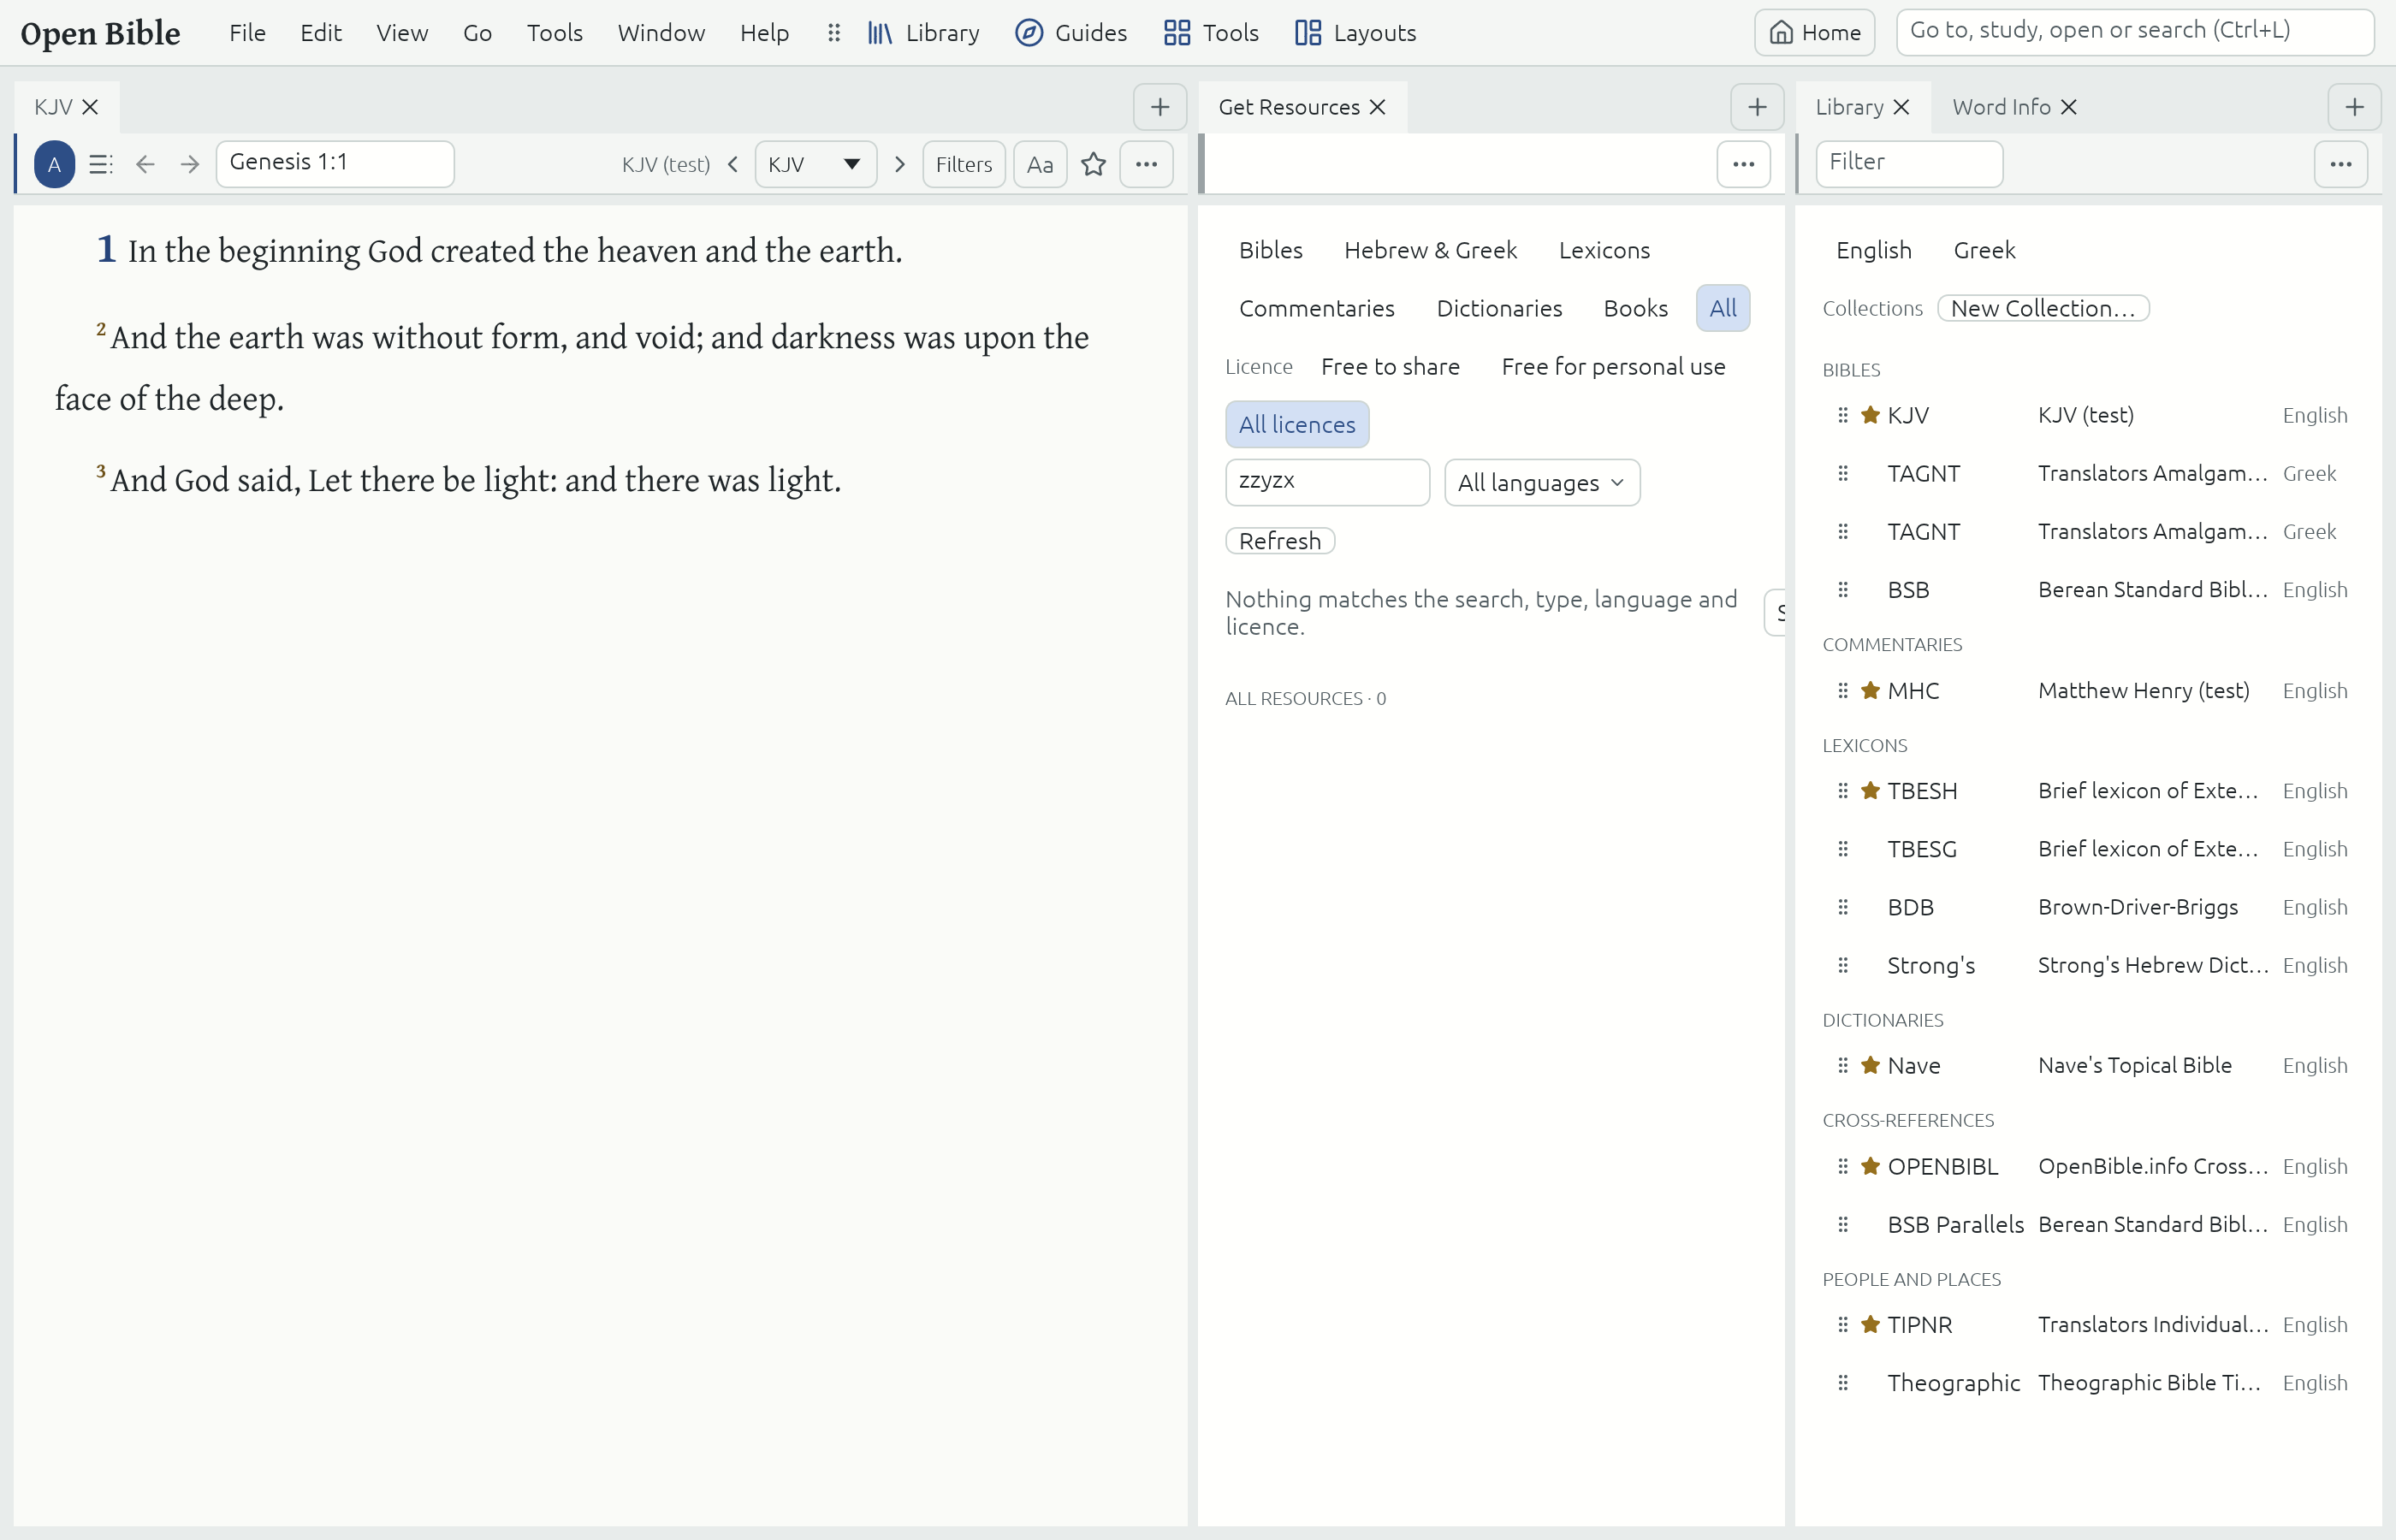 Open Bible File Edit View Go Tools Window Help Library Guides Tools Layouts Home Go to, study, open or search (Ctrl+L)
KJV
A Genesis 1:1 KJV (test) KJV Filters Aa
1 In the beginning God created the heaven and the earth.
2 And the earth was without form, and void; and darkness was upon the
face of the deep.
3 And God said, Let there be light: and there was light.
Get Resources
Bibles Hebrew & Greek Lexicons
Commentaries Dictionaries Books All
Licence Free to share Free for personal use
All licences
zzyzx All languages
Refresh
Nothing matches the search, type, language and
licence.
ALL RESOURCES · 0
Library Word Info
Filter
English Greek
Collections New Collection...
BIBLES
KJV KJV (test) English
TAGNT Translators Amalgam... Greek
TAGNT Translators Amalgam... Greek
BSB Berean Standard Bibl... English
COMMENTARIES
MHC Matthew Henry (test) English
LEXICONS
TBESH Brief lexicon of Exte... English
TBESG Brief lexicon of Exte... English
BDB Brown-Driver-Briggs English
Strong's Strong's Hebrew Dict... English
DICTIONARIES
Nave Nave's Topical Bible English
CROSS-REFERENCES
OPENBIBL OpenBible.info Cross... English
BSB Parallels Berean Standard Bibl... English
PEOPLE AND PLACES
TIPNR Translators Individual... English
Theographic Theographic Bible Ti... English